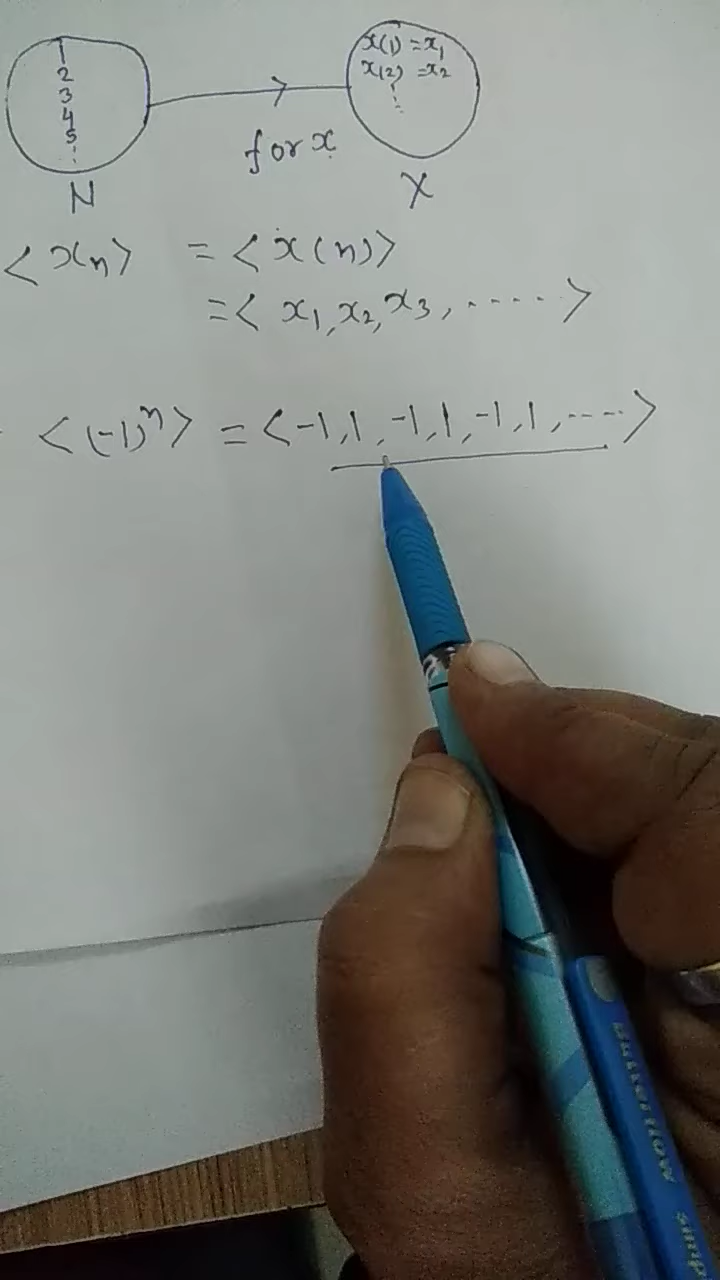 1
2
3
4
5
⋮
N
for x
x(1) = x₁
x(2) = x₂
⋮
X
<xₙ> = <x(n)>
= <x₁, x₂, x₃, ·····>
<(-1)ⁿ> = <-1, 1, -1, 1, -1, 1, ·····>